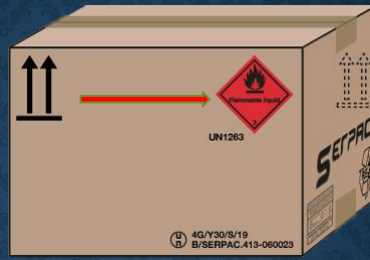 Flammable liquid
3
UN1263
SERPAC
4G/Y30/S/19
B/SERPAC.413-060023